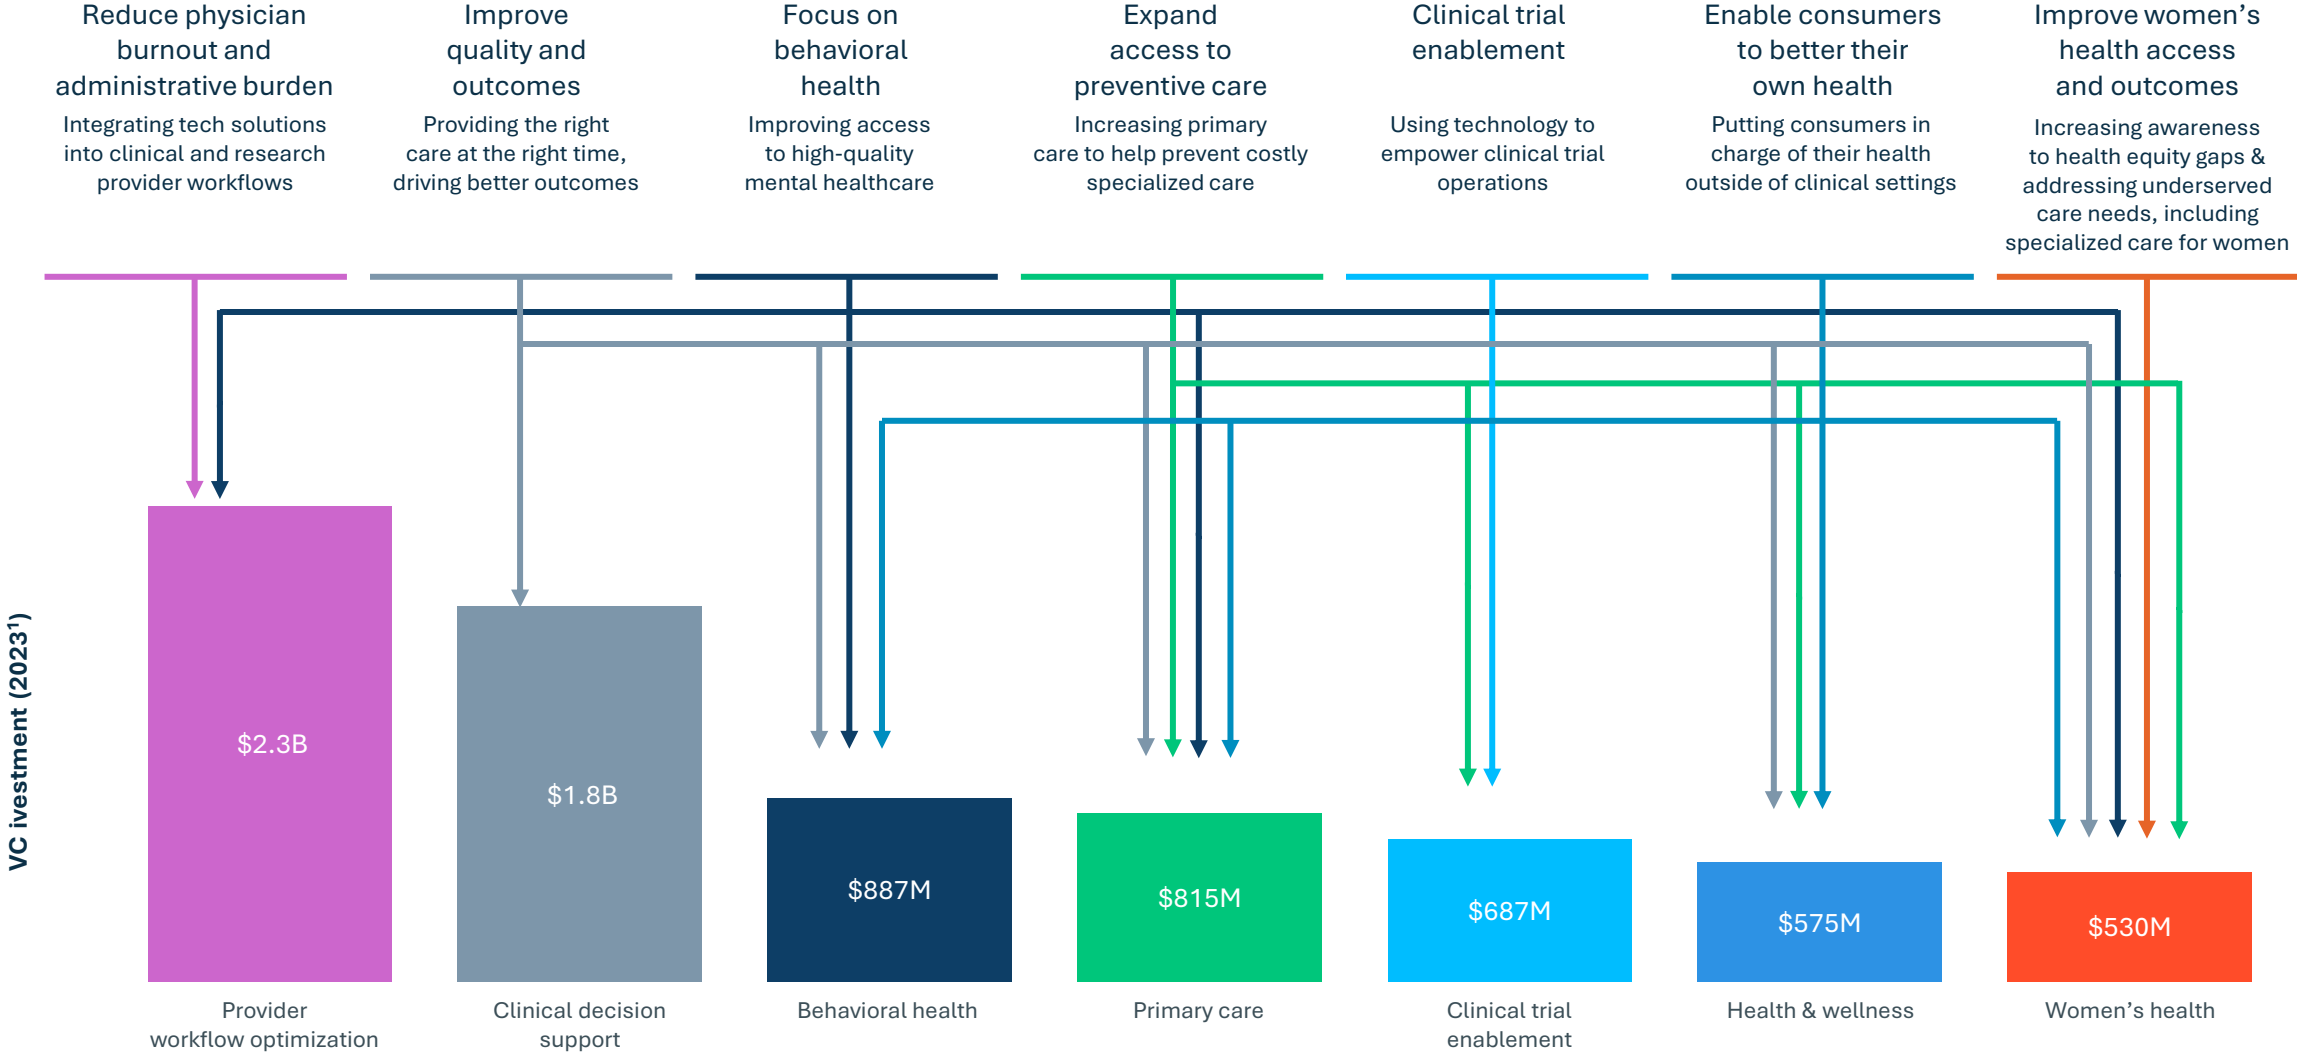 Reduce physician
burnout and
administrative burden
Integrating tech solutions
into clinical and research
provider workflows
Improve
quality and
outcomes
Providing the right
care at the right time,
driving better outcomes
Focus on
behavioral
health
Improving access
to high-quality
mental healthcare
Expand
access to
preventive care
Increasing primary
care to help prevent costly
specialized care
Clinical trial
enablement
Using technology to
empower clinical trial
operations
Enable consumers
to better their
own health
Putting consumers in
charge of their health
outside of clinical settings
Improve women’s
health access
and outcomes
Increasing awareness
to health equity gaps &
addressing underserved
care needs, including
specialized care for women
VC ivestment (2023¹)
$2.3B
$1.8B
$887M
$815M
$687M
$575M
$530M
Provider
workflow optimization
Clinical decision
support
Behavioral health
Primary care
Clinical trial
enablement
Health & wellness
Women’s health